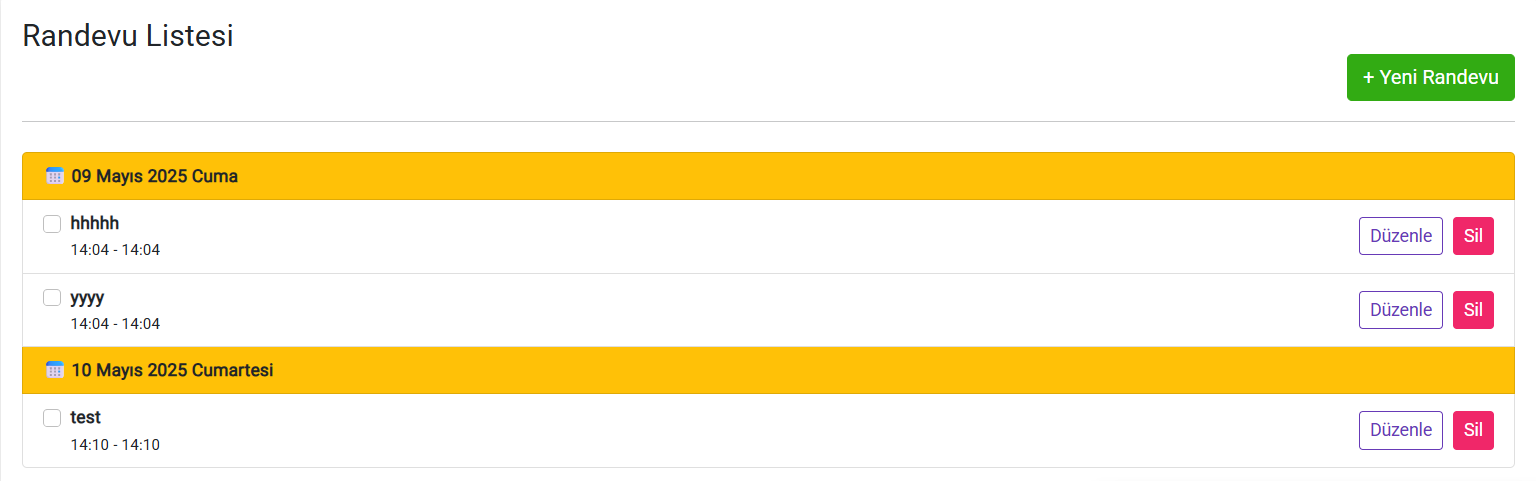 Randevu Listesi
+ Yeni Randevu
09 Mayıs 2025 Cuma
hhhhh
Düzenle Sil
14:04 - 14:04
yyyy
Düzenle Sil
14:04 - 14:04
10 Mayıs 2025 Cumartesi
test
Düzenle Sil
14:10 - 14:10